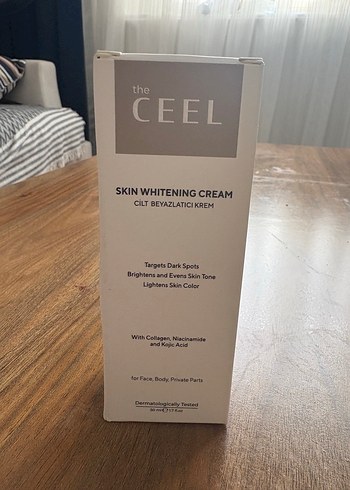 the
CEEL
SKIN WHITENING CREAM
CİLT BEYAZLATICI KREM
Targets Dark Spots
Brightens and Evens Skin Tone
Lightens Skin Color
With Collagen, Niacinamide
and Kojic Acid
for Face, Body, Private Parts
Dermatologically Tested